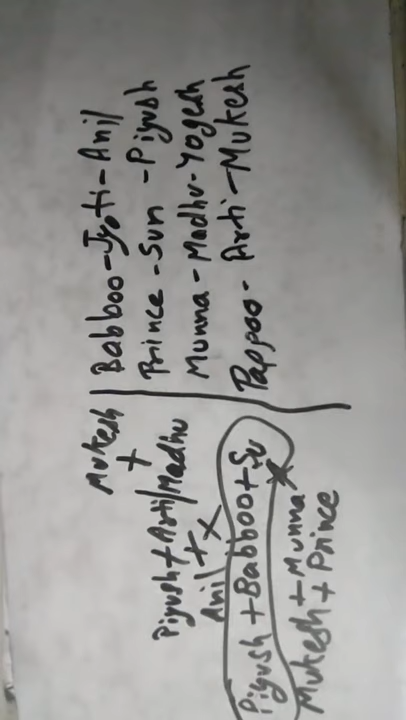 Babboo-Jyoti-Anil
Prince-Sun-Piyush
Munna-Madhu-Yogesh
Pappoo-Arti-Mukesh
Mukesh
+
Piyush+Arti/Madhu
+ X
Anil
Piyush+Babboo+Su
Mukesh+Munna
Mukesh+Prince